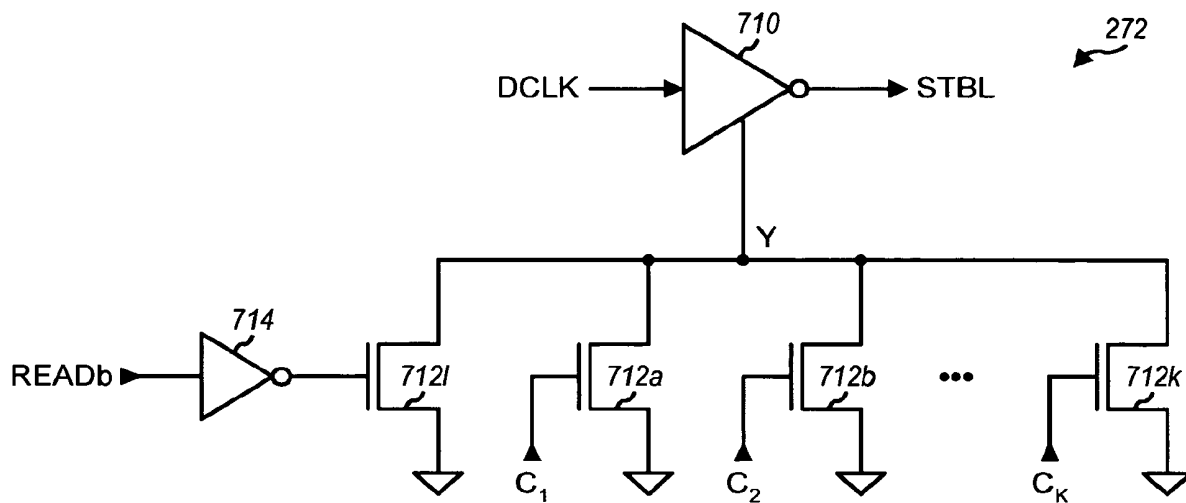 710
272
DCLK
STBL
Y
714
READb
712l
712a
712b
712k
C1
C2
CK